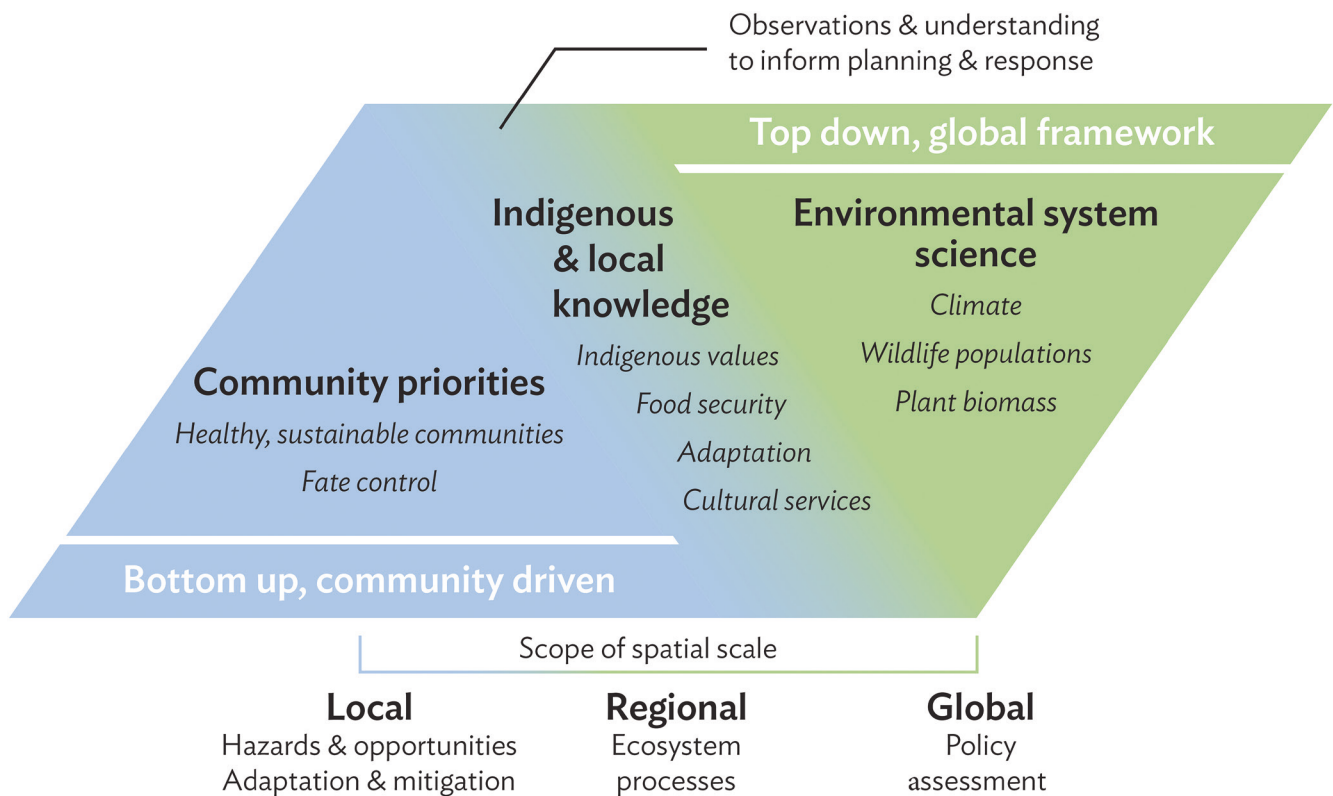 Observations & understanding
to inform planning & response
Top down, global framework
Indigenous
& local
knowledge
Indigenous values
Food security
Adaptation
Cultural services
Environmental system
science
Climate
Wildlife populations
Plant biomass
Community priorities
Healthy, sustainable communities
Fate control
Bottom up, community driven
Scope of spatial scale
Local
Hazards & opportunities
Adaptation & mitigation
Regional
Ecosystem
processes
Global
Policy
assessment